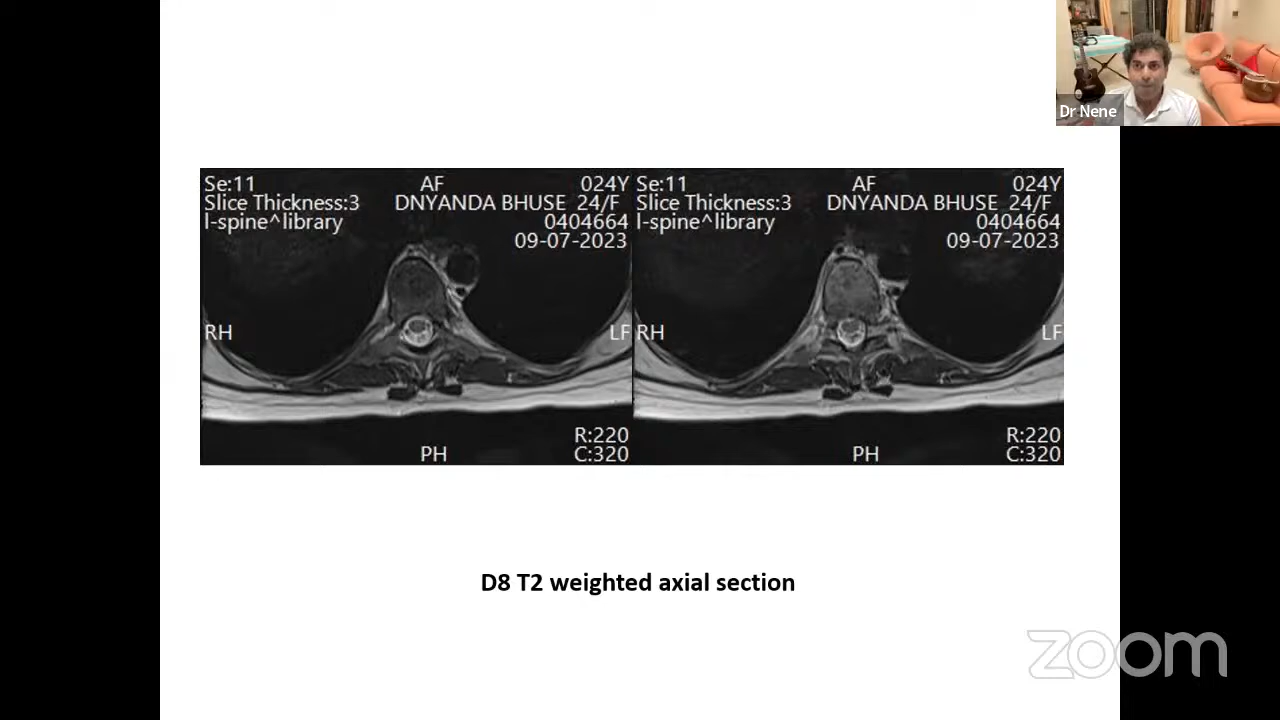 Dr Nene
Se:11 AF 024Y
Slice Thickness:3 DNYANDA BHUSE 24/F
l-spine^library 0404664
09-07-2023
RH LF
R:220
PH C:320
Se:11 AF 024Y
Slice Thickness:3 DNYANDA BHUSE 24/F
l-spine^library 0404664
09-07-2023
RH LF
R:220
PH C:320
D8 T2 weighted axial section
zoom